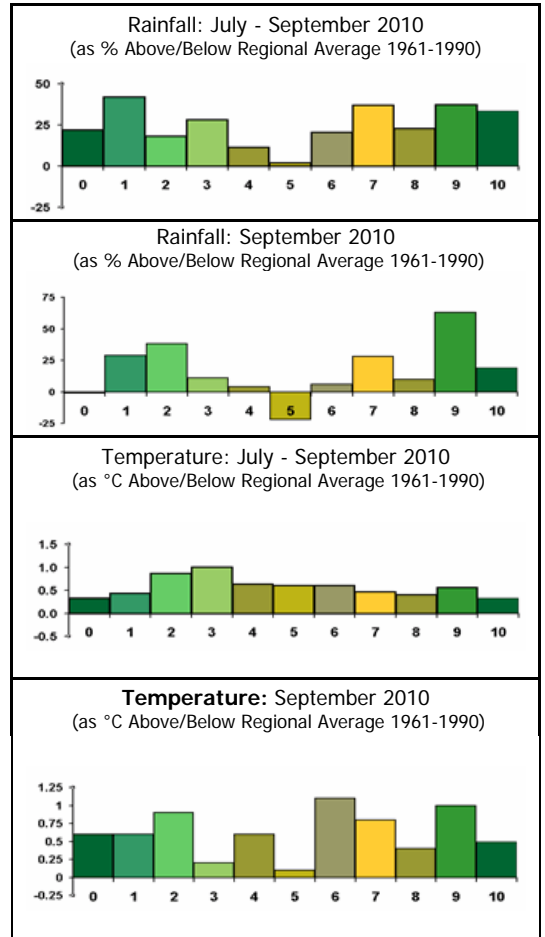 Rainfall: July - September 2010
(as % Above/Below Regional Average 1961-1990)
50
25
0
-25
0 1 2 3 4 5 6 7 8 9 10
Rainfall: September 2010
(as % Above/Below Regional Average 1961-1990)
75
50
25
0
-25
0 1 2 3 4 5 6 7 8 9 10
Temperature: July - September 2010
(as °C Above/Below Regional Average 1961-1990)
1.5
1.0
0.5
0.0
-0.5
0 1 2 3 4 5 6 7 8 9 10
Temperature: September 2010
(as °C Above/Below Regional Average 1961-1990)
1.25
1
0.75
0.5
0.25
0
-0.25
0 1 2 3 4 5 6 7 8 9 10